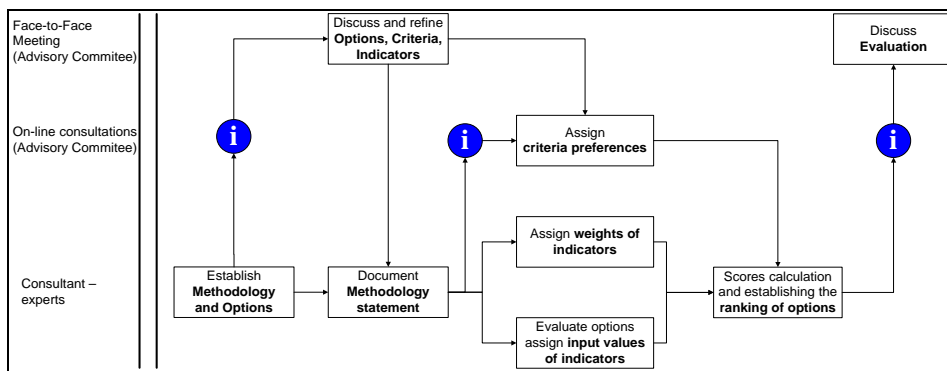 Face-to-Face
Meeting
(Advisory Commitee)
Discuss and refine
Options, Criteria,
Indicators
Discuss
Evaluation
On-line consultations
(Advisory Commitee)
i
i
Assign
criteria preferences
i
Assign weights of
indicators
Consultant –
experts
Establish
Methodology
and Options
Document
Methodology
statement
Scores calculation
and establishing the
ranking of options
Evaluate options
assign input values
of indicators